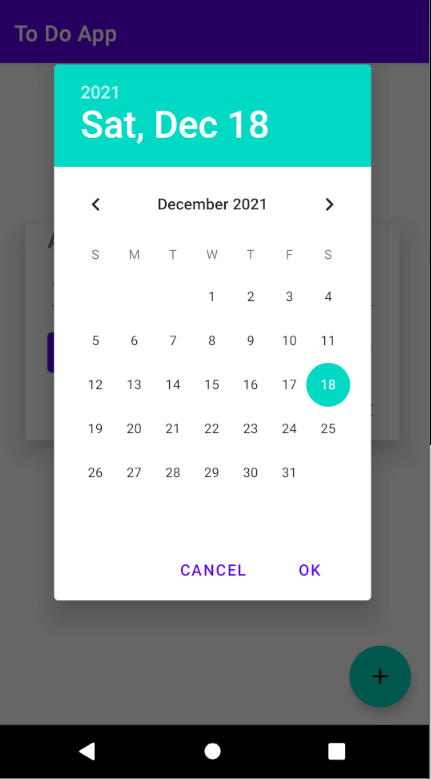 To Do App
2021
Sat, Dec 18
December 2021
S M T W T F S
1 2 3 4
5 6 7 8 9 10 11
12 13 14 15 16 17 18
19 20 21 22 23 24 25
26 27 28 29 30 31
CANCEL OK